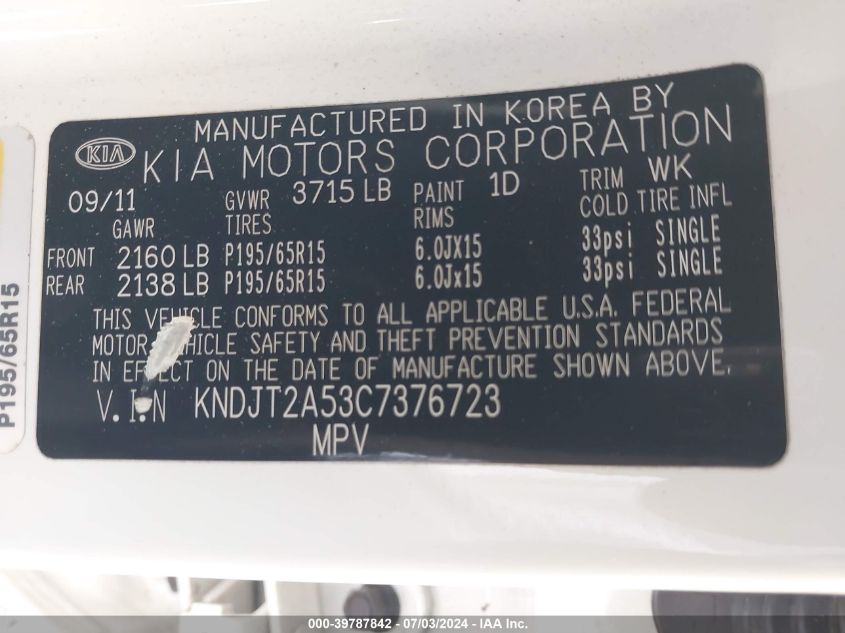 MANUFACTURED IN KOREA BY
KIA KIA MOTORS CORPORATION
09/11 GVWR 3715 LB PAINT 1D TRIM WK
GAWR TIRES RIMS COLD TIRE INFL
FRONT 2160 LB P195/65R15 6.0JX15 33psi SINGLE
REAR 2138 LB P195/65R15 6.0Jx15 33psi SINGLE
THIS VEHICLE CONFORMS TO ALL APPLICABLE U.S.A. FEDERAL
MOTOR VEHICLE SAFETY AND THEFT PREVENTION STANDARDS
IN EFFECT ON THE DATE OF MANUFACTURE SHOWN ABOVE.
V.I.N KNDJT2A53C7376723
MPV
P195/65R15
P195/65R15
000-39787842 - 07/03/2024 - IAA Inc.